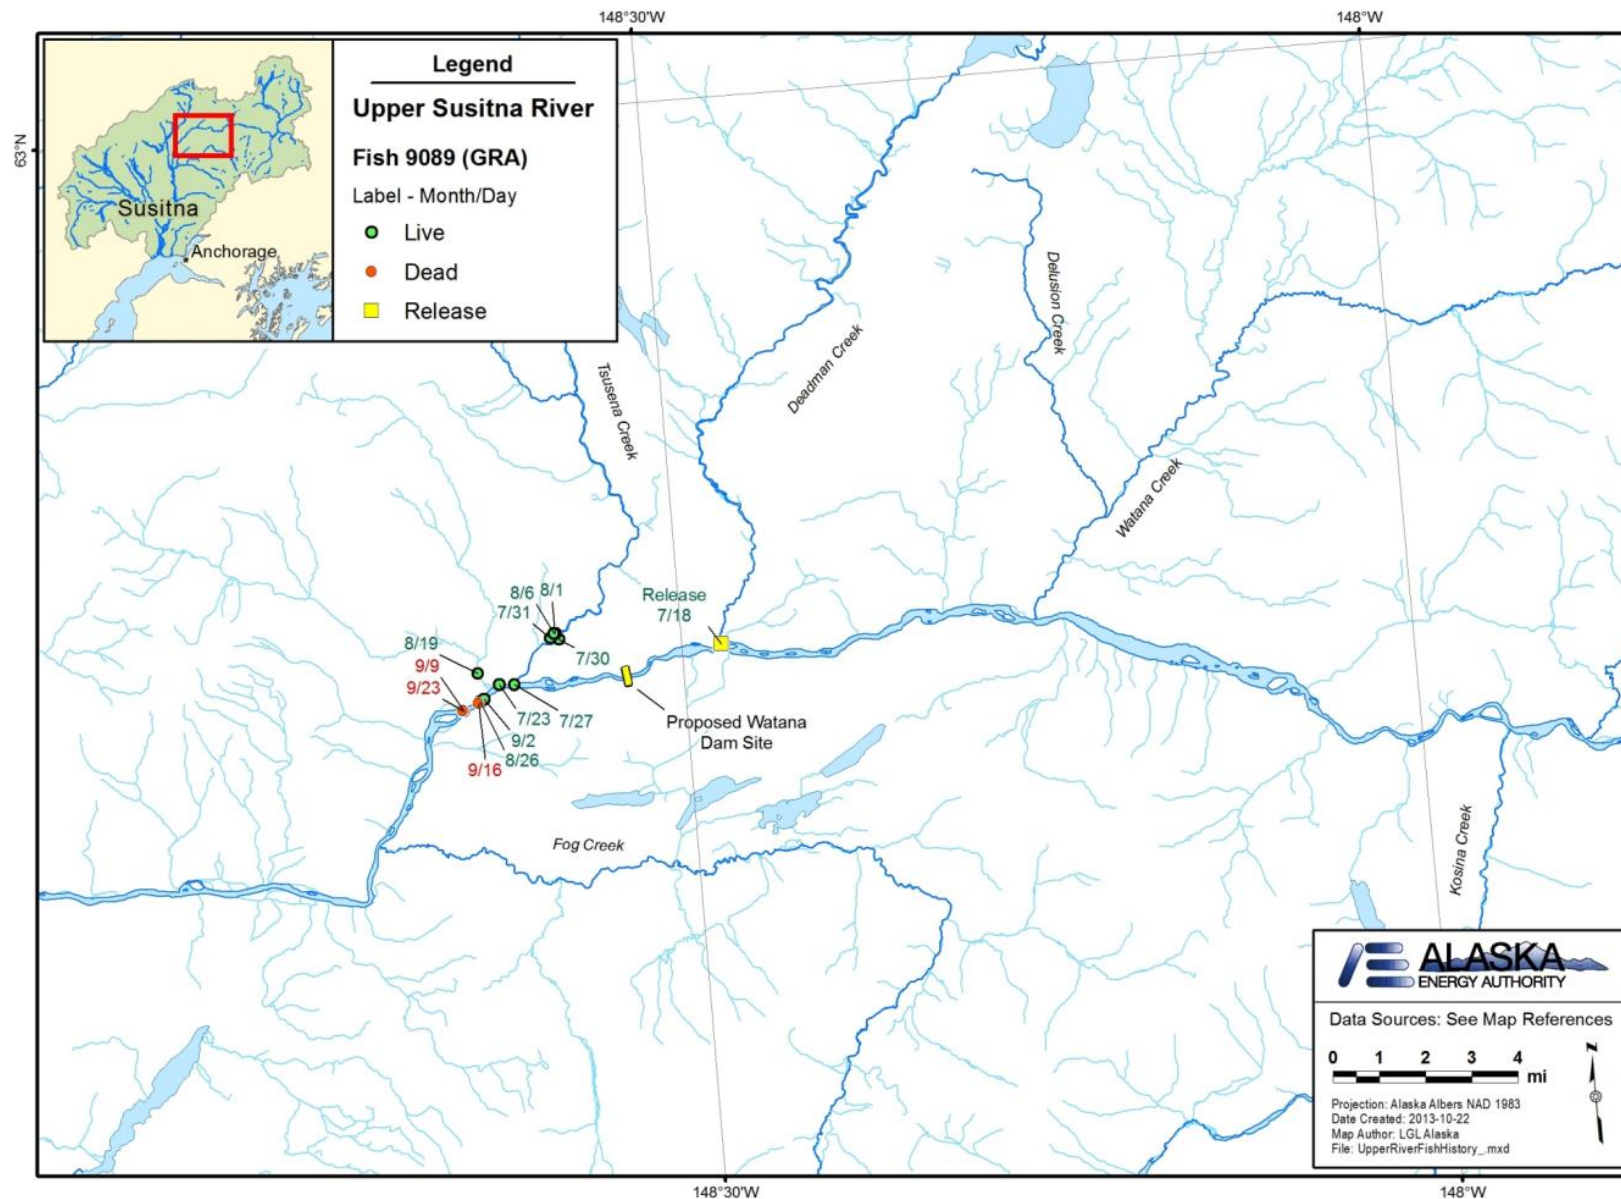 148°30'W
148°W
63°N
Susitna
Anchorage
Legend
Upper Susitna River
Fish 9089 (GRA)
Label - Month/Day
Live
Dead
Release
Tsusena Creek
Deadman Creek
Delusion Creek
Watana Creek
8/6
8/1
7/31
7/30
Release
7/18
8/19
9/9
9/23
7/23
7/27
9/2
8/26
9/16
Proposed Watana
Dam Site
Fog Creek
Kosina Creek
ALASKA
ENERGY AUTHORITY
Data Sources: See Map References
0 1 2 3 4
mi
N
Projection: Alaska Albers NAD 1983
Date Created: 2013-10-22
Map Author: LGL Alaska
File: UpperRiverFishHistory_.mxd
148°30'W
148°W